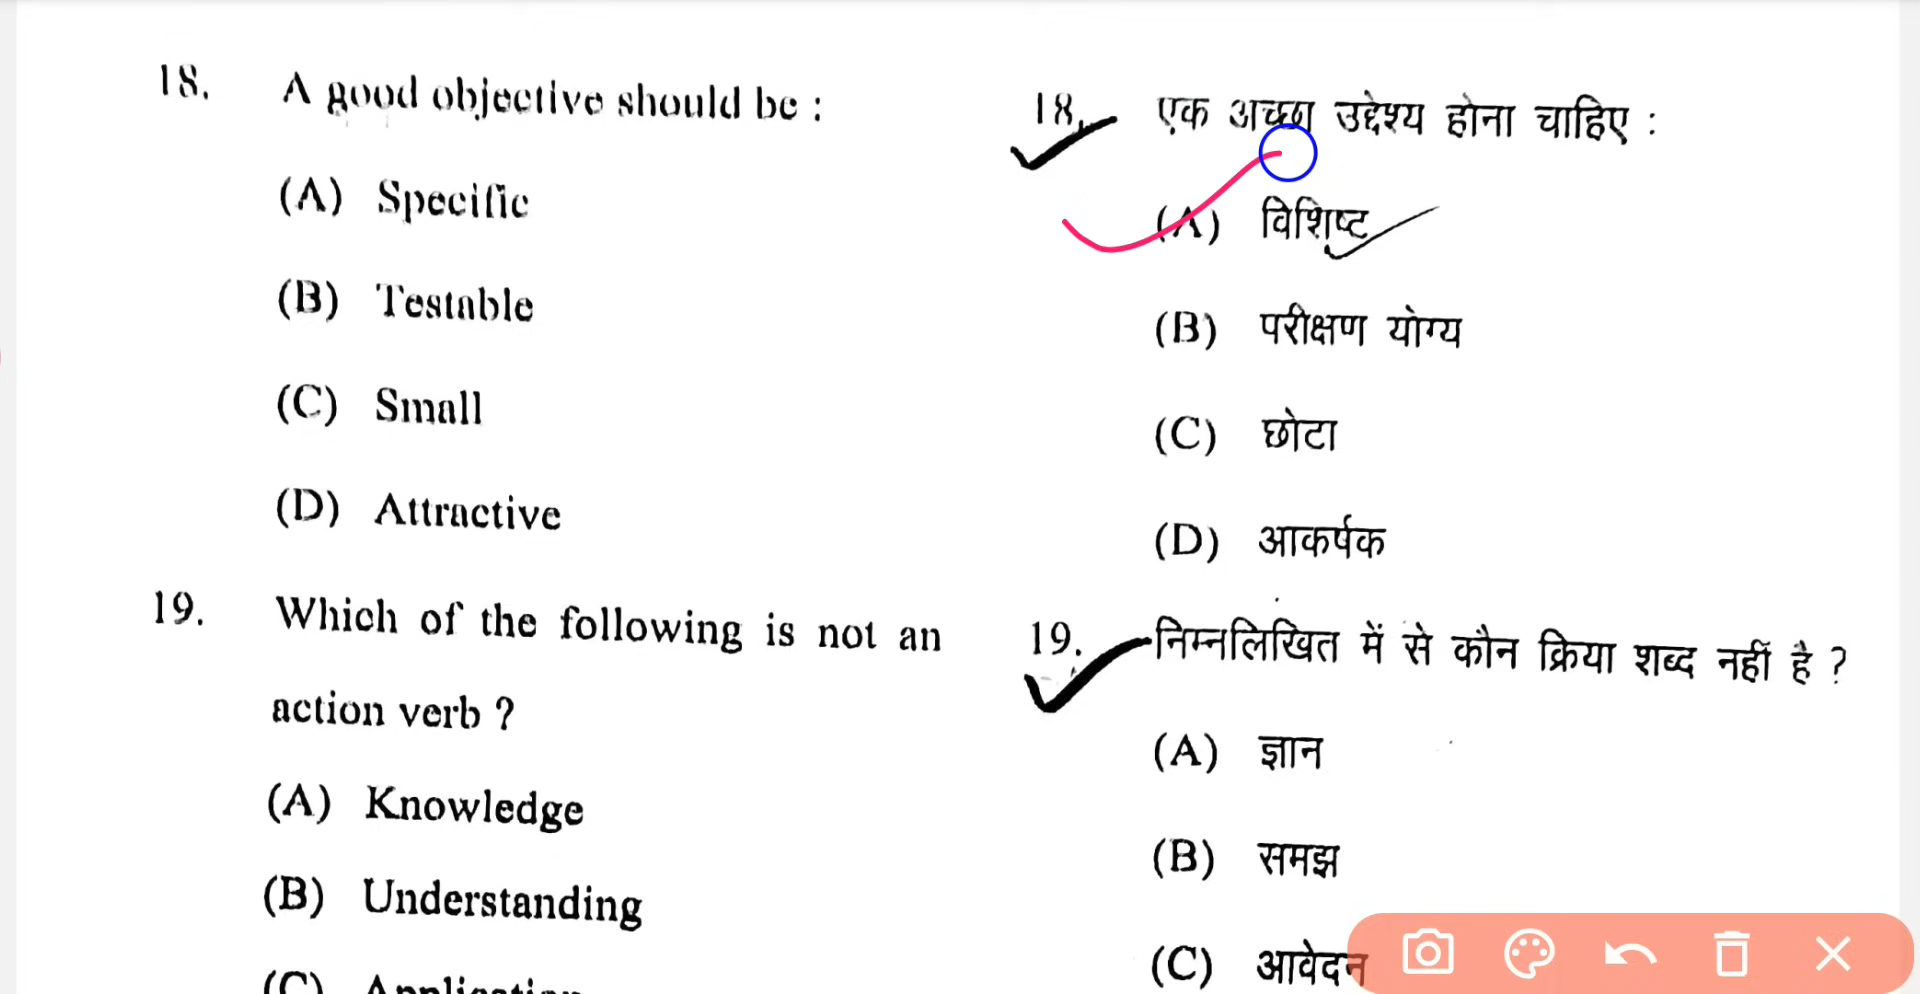 18. A good objective should be :
(A) Specific
(B) Testable
(C) Small
(D) Attractive
19. Which of the following is not an
action verb ?
(A) Knowledge
(B) Understanding
(C) Application
18. एक अच्छा उद्देश्य होना चाहिए :
(A) विशिष्ट
(B) परीक्षण योग्य
(C) छोटा
(D) आकर्षक
19. निम्नलिखित में से कौन क्रिया शब्द नहीं है ?
(A) ज्ञान
(B) समझ
(C) आवेदन